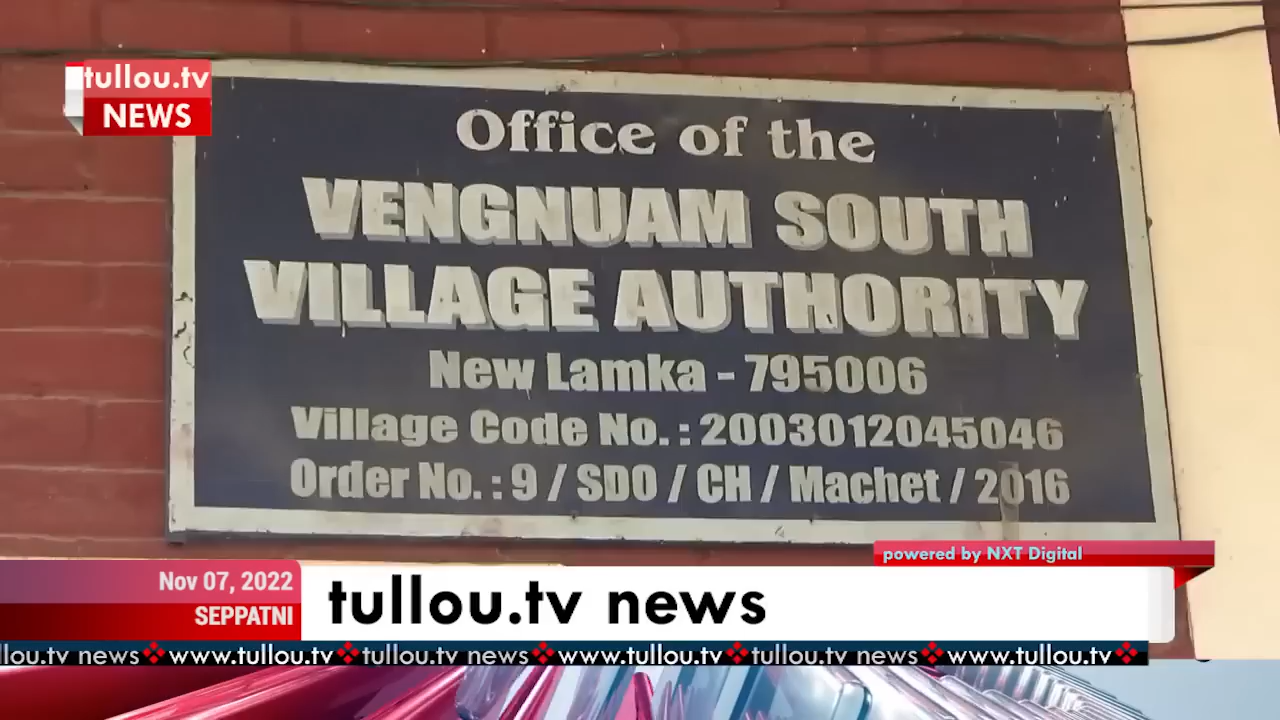 tullou.tv
NEWS
Office of the
VENGNUAM SOUTH
VILLAGE AUTHORITY
New Lamka - 795006
Village Code No. : 2003012045046
Order No. : 9 / SDO / CH / Machet / 2016
powered by NXT Digital
Nov 07, 2022
SEPPATNI
tullou.tv news
llou.tv news www.tullou.tv tullou.tv news www.tullou.tv tullou.tv news www.tullou.tv